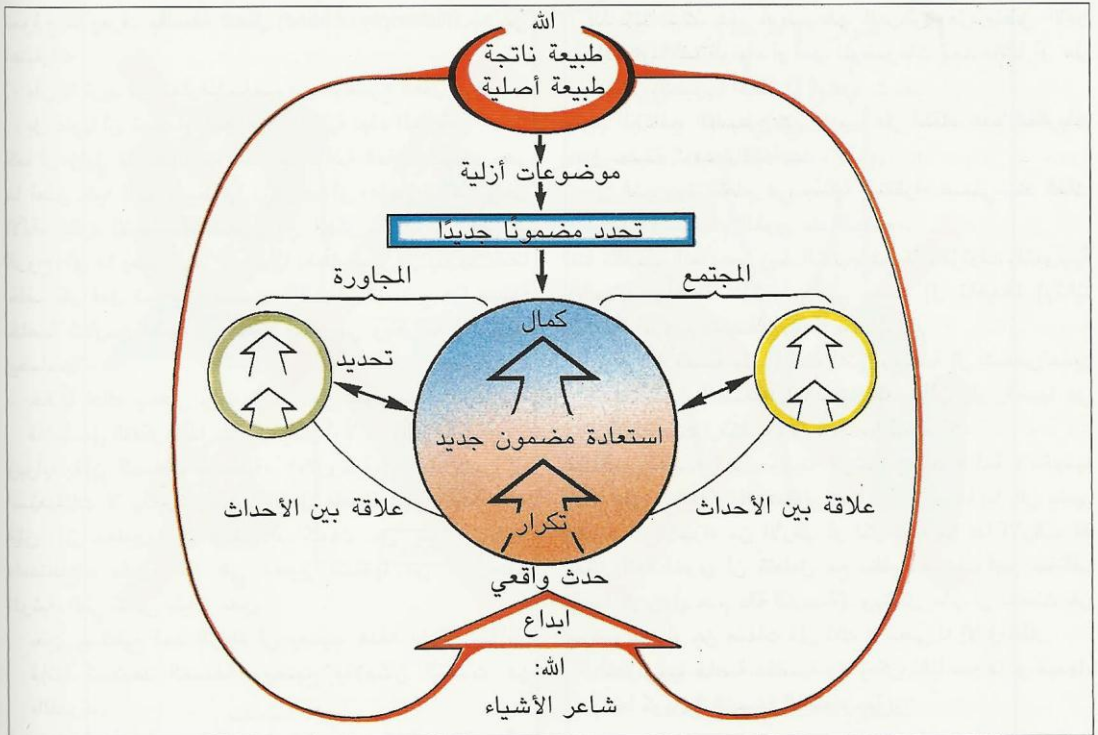 الله
طبيعة ناتجة
طبيعة أصلية
موضوعات أزلية
تحدد مضمونًا جديدًا
المجتمع
المجاورة
كمال
تحديد
استعادة مضمون جديد
تكرار
علاقة بين الأحداث
علاقة بين الأحداث
حدث واقعي
ابداع
الله:
شاعر الأشياء